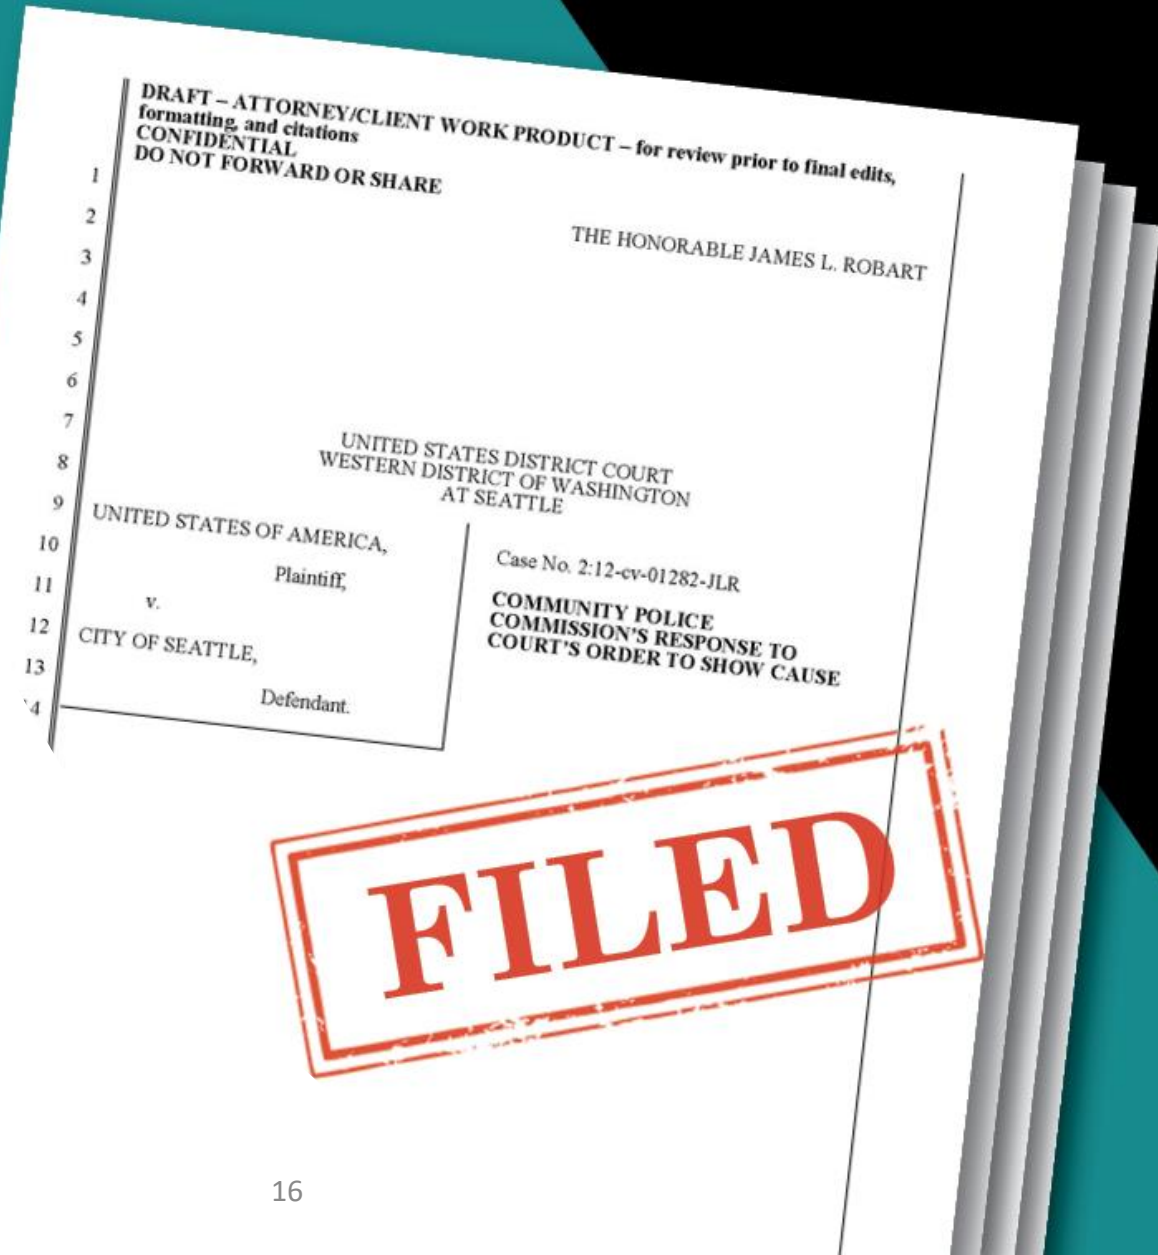 DRAFT – ATTORNEY/CLIENT WORK PRODUCT – for review prior to final edits,
formatting, and citations
CONFIDENTIAL
DO NOT FORWARD OR SHARE
1
2
THE HONORABLE JAMES L. ROBART
3
4
5
6
7
UNITED STATES DISTRICT COURT
8
WESTERN DISTRICT OF WASHINGTON
AT SEATTLE
9
UNITED STATES OF AMERICA,
10
Plaintiff,
11
v.
12
CITY OF SEATTLE,
13
Defendant.
4
Case No. 2:12-cv-01282-JLR
COMMUNITY POLICE
COMMISSION'S RESPONSE TO
COURT'S ORDER TO SHOW CAUSE
FILED
16